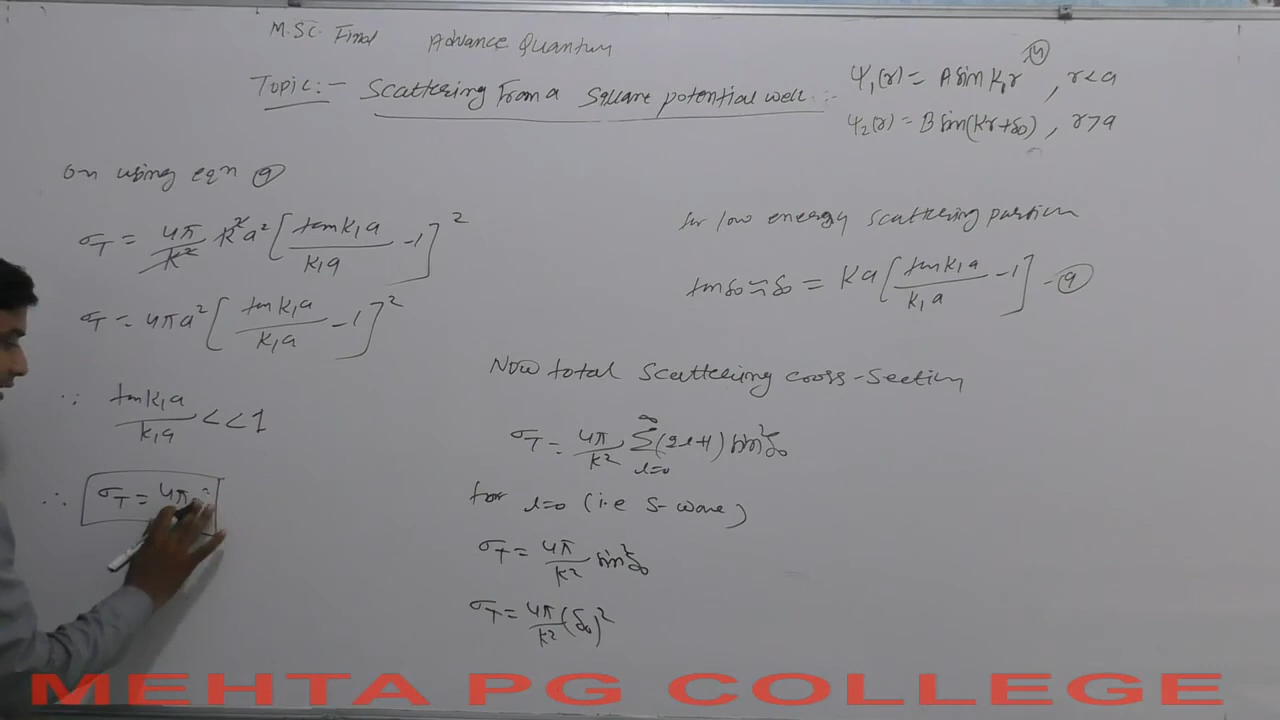 M.SC. Final Advance Quantum
Topic:- Scattering From a Square potential well :-
ψ₁(r) = A sin k₁r , r<a
ψ₂(r) = B sin(kr+δ₀) , r>a
on using eqn ⑨
σT = 4π/k² k²a² [tan k₁a / k₁a - 1]²
σT = 4πa² [tan k₁a / k₁a - 1]²
∵ tan k₁a / k₁a << 1
∴ σT = 4π
for low energy scattering
tan δ₀ ≈ δ₀ = Ka [tan k₁a / k₁a - 1] - ⑨
Now total Scattering cross-Section
σT = 4π/k² Σ l=0 ∞ (2l+1) sin²δ₀
for l=0 (i.e S-wave)
σT = 4π/k² sin²δ₀
σT = 4π/k² (δ₀)²
MEHTA PG COLLEGE